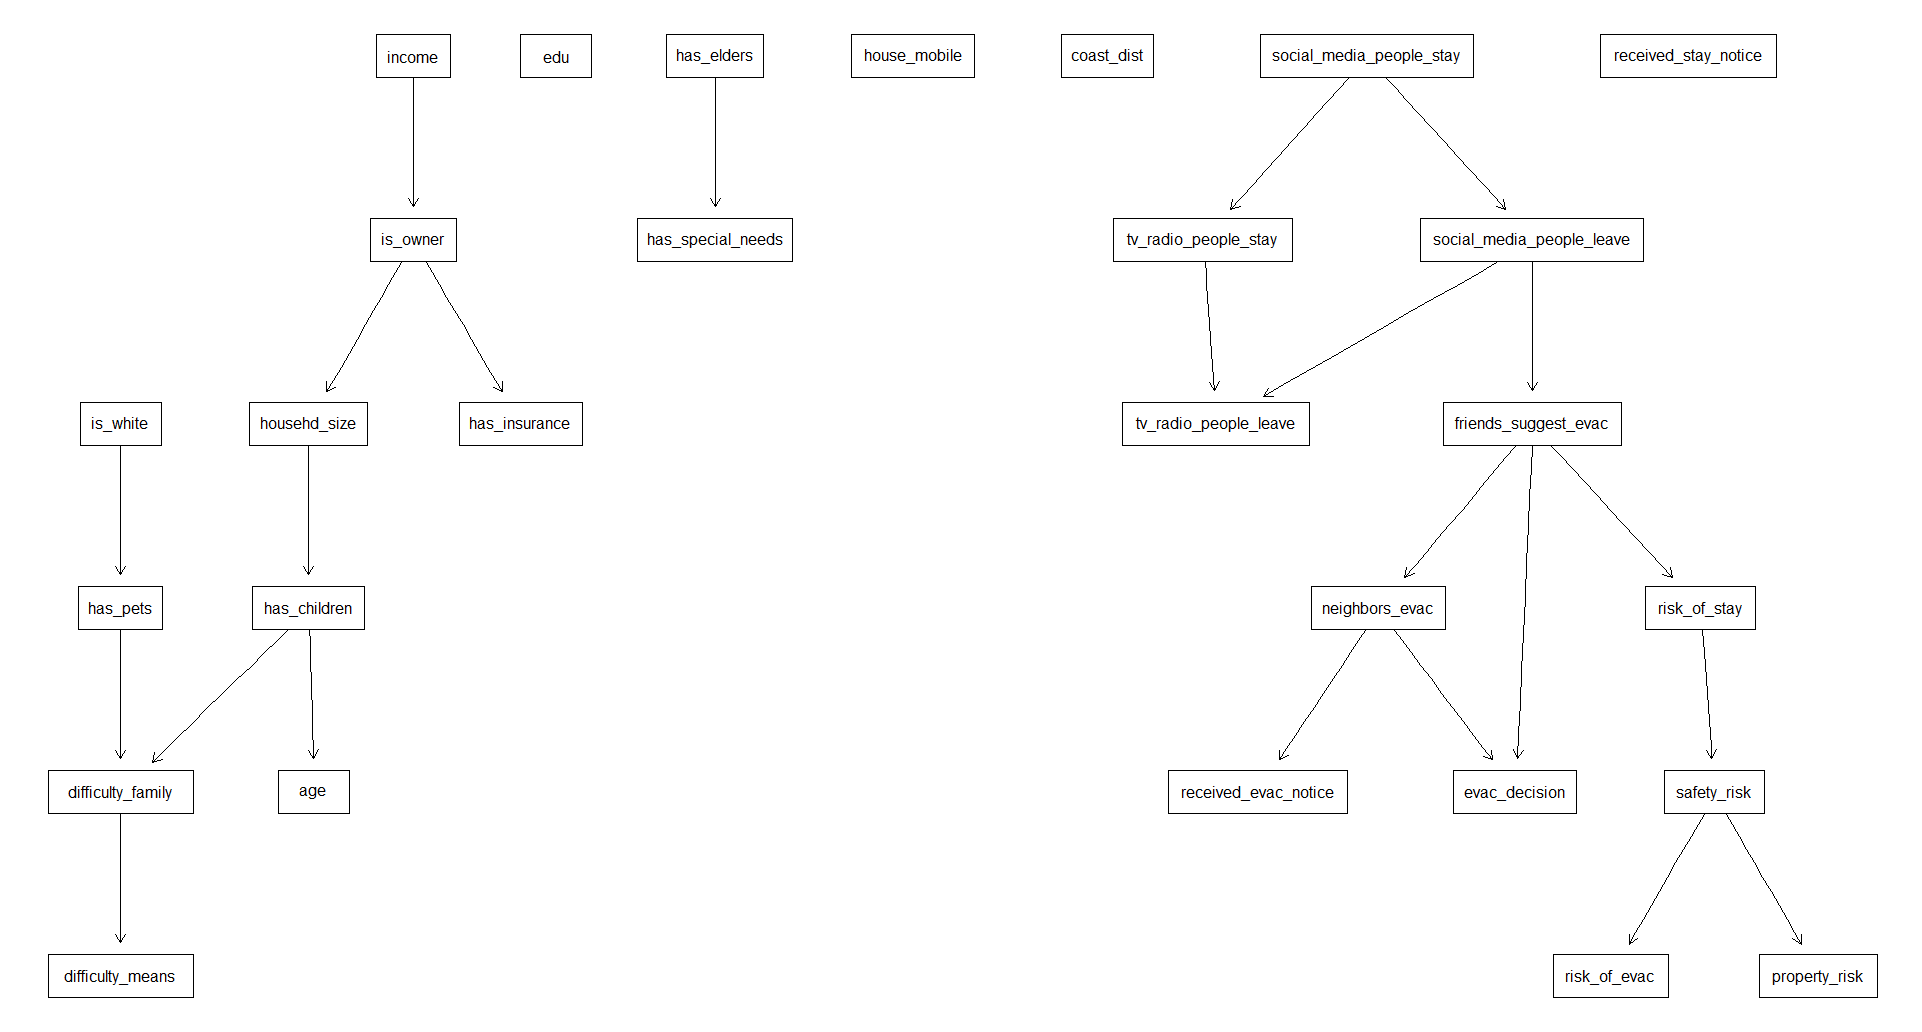 income
edu
has_elders
house_mobile
coast_dist
social_media_people_stay
received_stay_notice
is_owner
has_special_needs
tv_radio_people_stay
social_media_people_leave
is_white
househd_size
has_insurance
tv_radio_people_leave
friends_suggest_evac
has_pets
has_children
neighbors_evac
risk_of_stay
difficulty_family
age
received_evac_notice
evac_decision
safety_risk
difficulty_means
risk_of_evac
property_risk